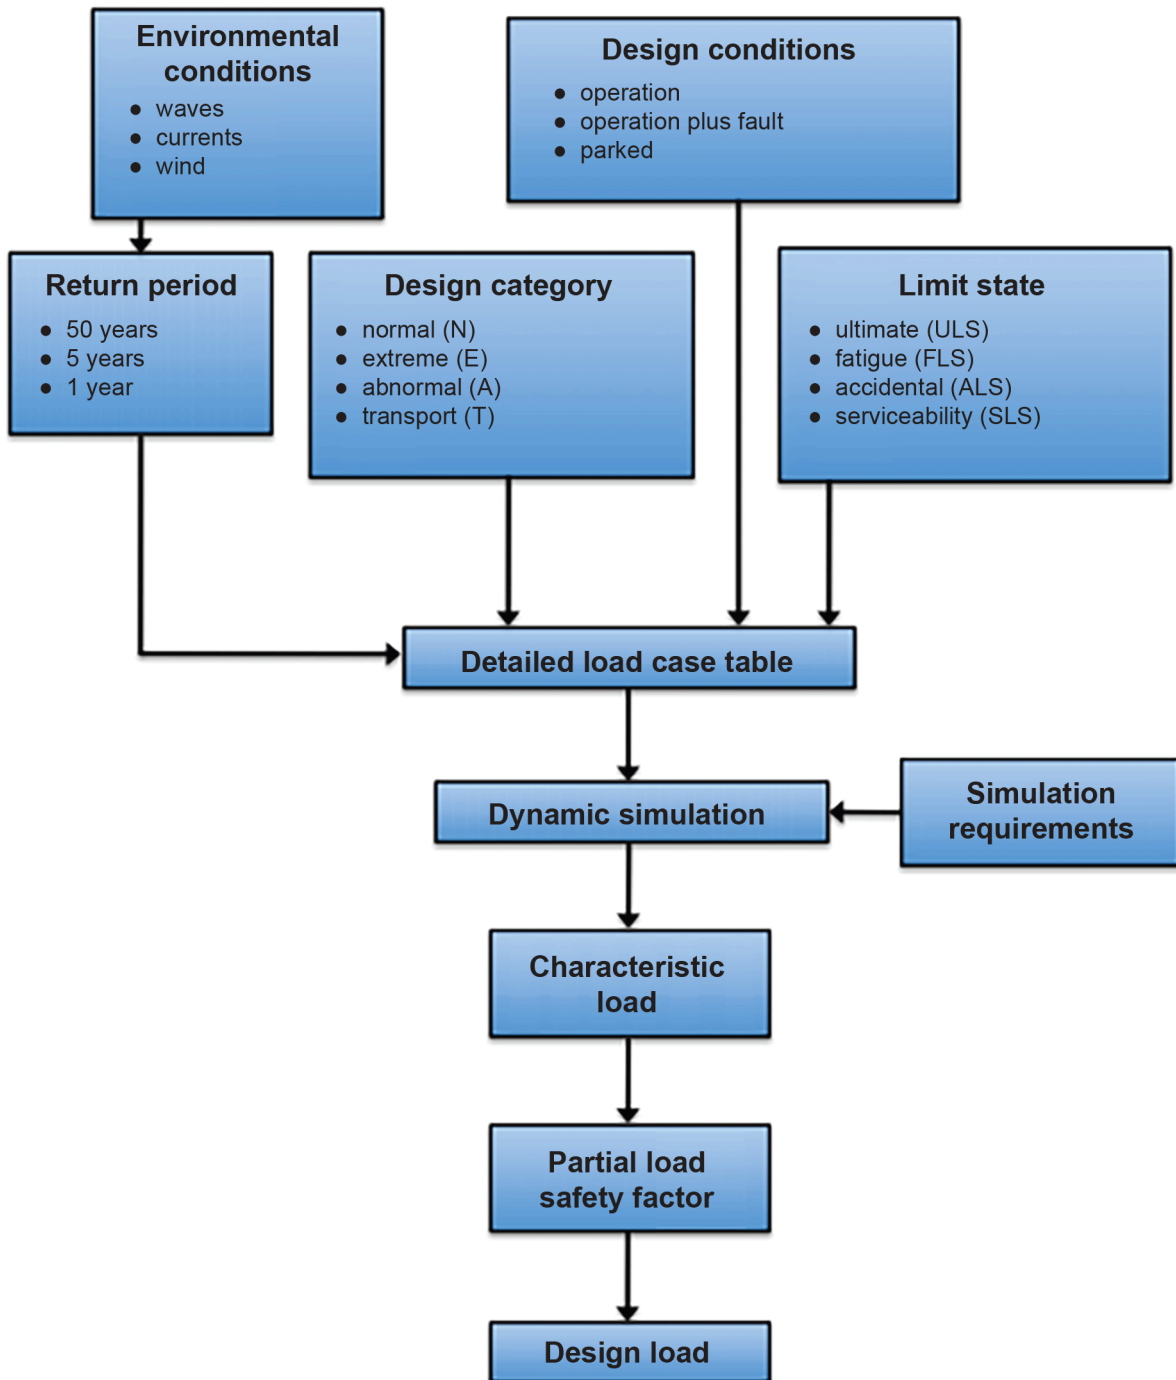 Environmental
conditions
● waves
● currents
● wind
Design conditions
● operation
● operation plus fault
● parked
Return period
● 50 years
● 5 years
● 1 year
Design category
● normal (N)
● extreme (E)
● abnormal (A)
● transport (T)
Limit state
● ultimate (ULS)
● fatigue (FLS)
● accidental (ALS)
● serviceability (SLS)
Detailed load case table
Dynamic simulation
Simulation
requirements
Characteristic
load
Partial load
safety factor
Design load